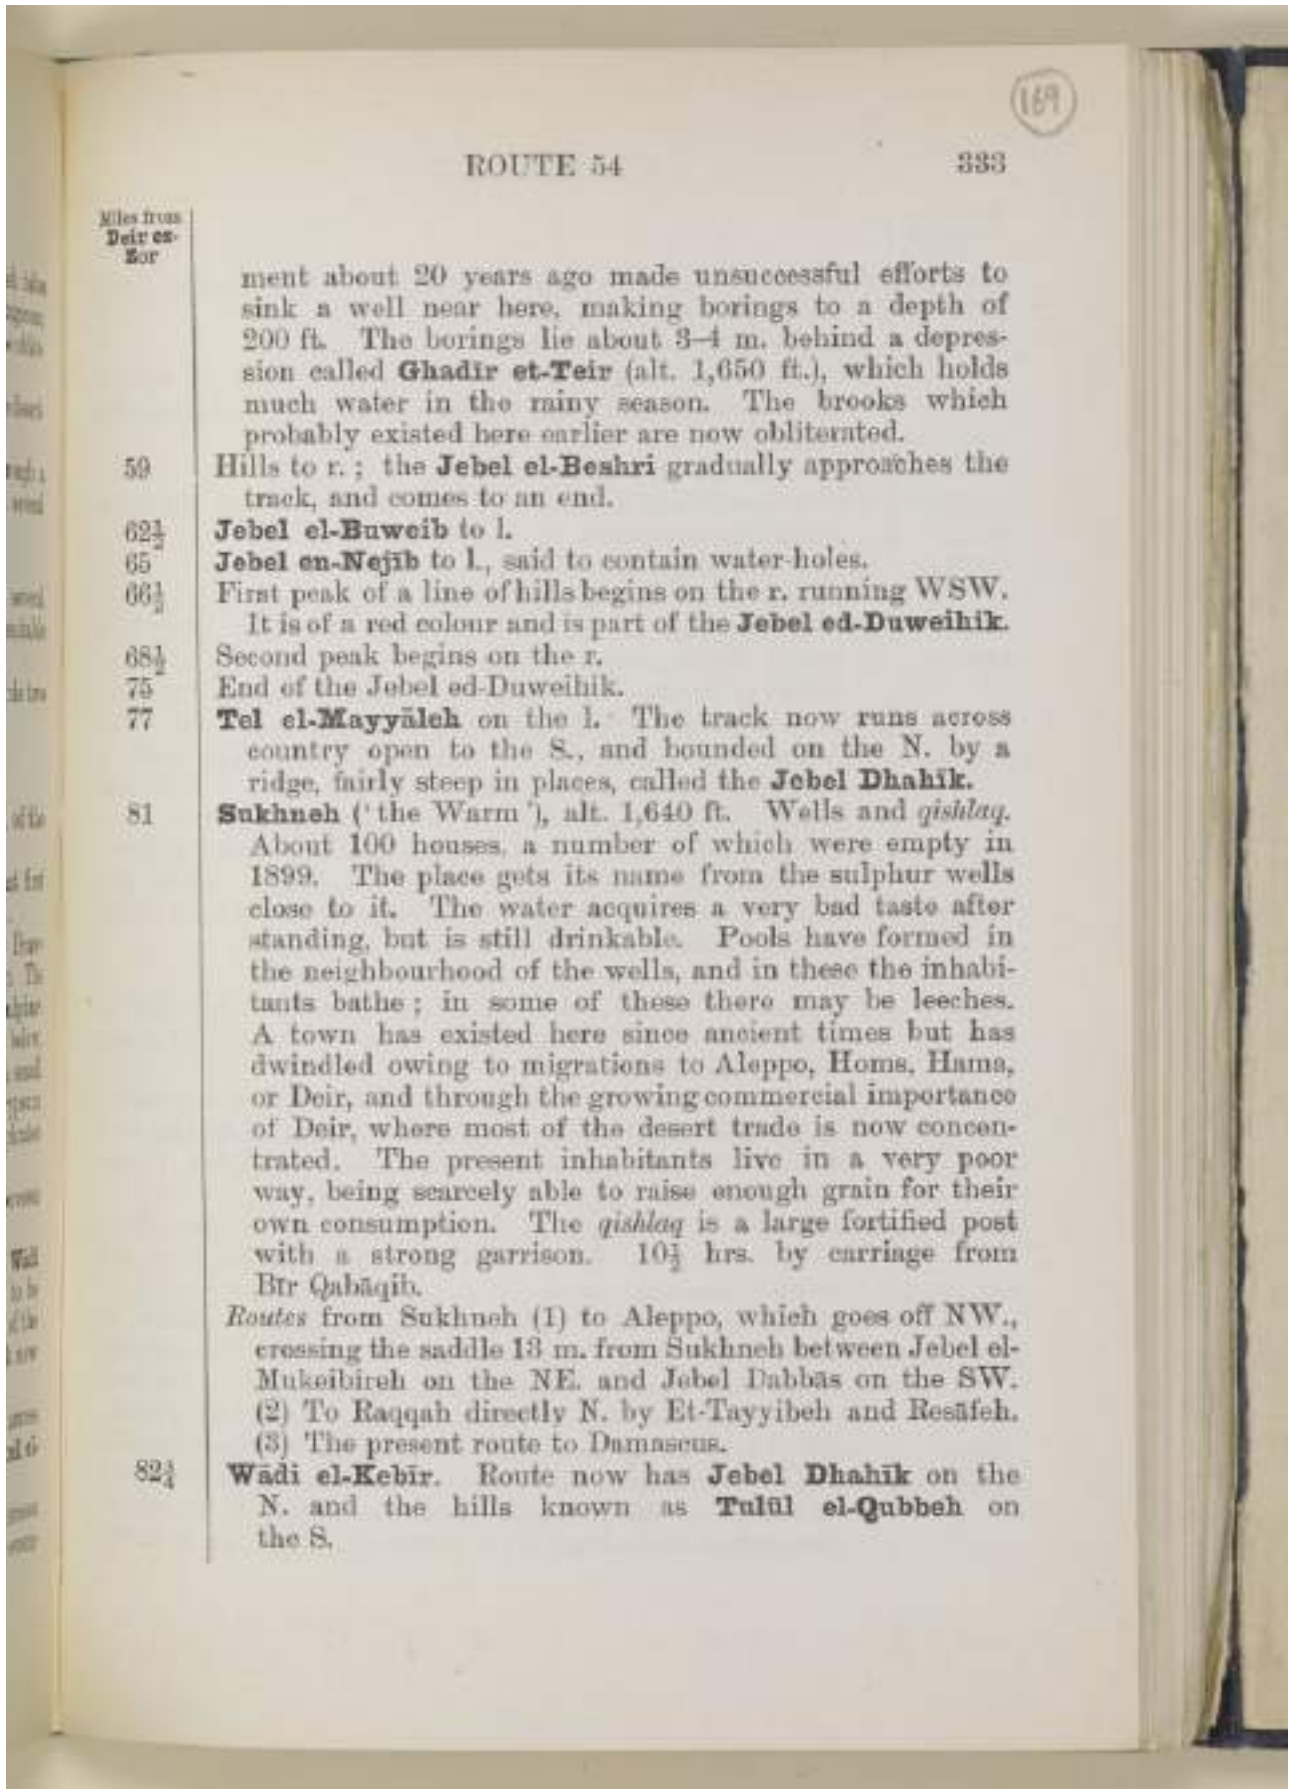 169
ROUTE 54 333
Miles from
Deir ez-
Zor
ment about 20 years ago made unsuccessful efforts to
sink a well near here, making borings to a depth of
200 ft. The borings lie about 3–4 m. behind a depres-
sion called Ghadīr et-Teir (alt. 1,650 ft.), which holds
much water in the rainy season. The brooks which
probably existed here earlier are now obliterated.
59 Hills to r. ; the Jebel el-Beshri gradually approaches the
track, and comes to an end.
62½ Jebel el-Buweib to l.
65 Jebel en-Nejīb to l., said to contain water-holes.
66½ First peak of a line of hills begins on the r. running WSW.
It is of a red colour and is part of the Jebel ed-Duweihik.
68½ Second peak begins on the r.
75 End of the Jebel ed-Duweihik.
77 Tel el-Mayyāleh on the l. The track now runs across
country open to the S., and bounded on the N. by a
ridge, fairly steep in places, called the Jebel Dhahīk.
81 Sukhneh (‘the Warm’), alt. 1,640 ft. Wells and qishlaq.
About 100 houses, a number of which were empty in
1899. The place gets its name from the sulphur wells
close to it. The water acquires a very bad taste after
standing, but is still drinkable. Pools have formed in
the neighbourhood of the wells, and in these the inhabi-
tants bathe ; in some of these there may be leeches.
A town has existed here since ancient times but has
dwindled owing to migrations to Aleppo, Homs, Hama,
or Deir, and through the growing commercial importance
of Deir, where most of the desert trade is now concen-
trated. The present inhabitants live in a very poor
way, being scarcely able to raise enough grain for their
own consumption. The qishlaq is a large fortified post
with a strong garrison. 10½ hrs. by carriage from
Bīr Qabāqib.
Routes from Sukhneh (1) to Aleppo, which goes off NW.,
crossing the saddle 13 m. from Sukhneh between Jebel el-
Mukeibireh on the NE. and Jebel Dabbās on the SW.
(2) To Raqqah directly N. by Et-Tayyibeh and Resāfeh.
(3) The present route to Damascus.
82¾ Wādi el-Kebīr. Route now has Jebel Dhahīk on the
N. and the hills known as Tulūl el-Qubbeh on
the S.